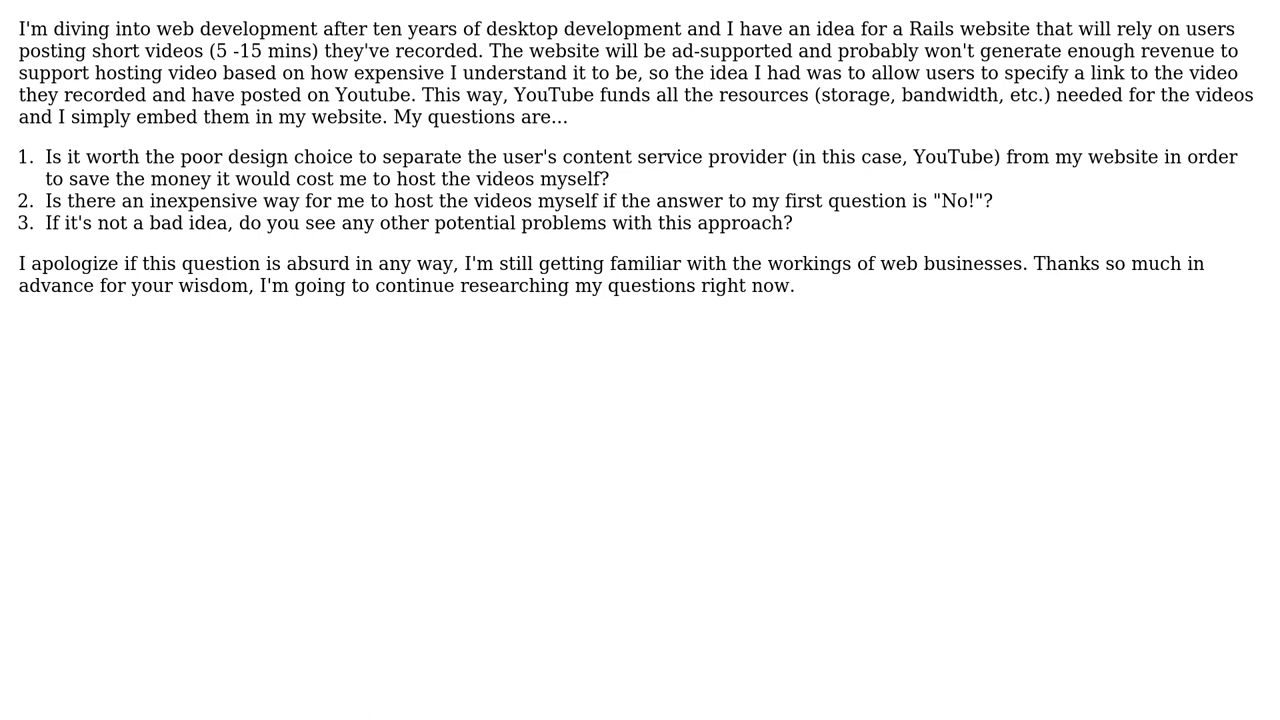 I'm diving into web development after ten years of desktop development and I have an idea for a Rails website that will rely on users
posting short videos (5 -15 mins) they've recorded. The website will be ad-supported and probably won't generate enough revenue to
support hosting video based on how expensive I understand it to be, so the idea I had was to allow users to specify a link to the video
they recorded and have posted on Youtube. This way, YouTube funds all the resources (storage, bandwidth, etc.) needed for the videos
and I simply embed them in my website. My questions are...
1. Is it worth the poor design choice to separate the user's content service provider (in this case, YouTube) from my website in order
to save the money it would cost me to host the videos myself?
2. Is there an inexpensive way for me to host the videos myself if the answer to my first question is "No!"?
3. If it's not a bad idea, do you see any other potential problems with this approach?
I apologize if this question is absurd in any way, I'm still getting familiar with the workings of web businesses. Thanks so much in
advance for your wisdom, I'm going to continue researching my questions right now.